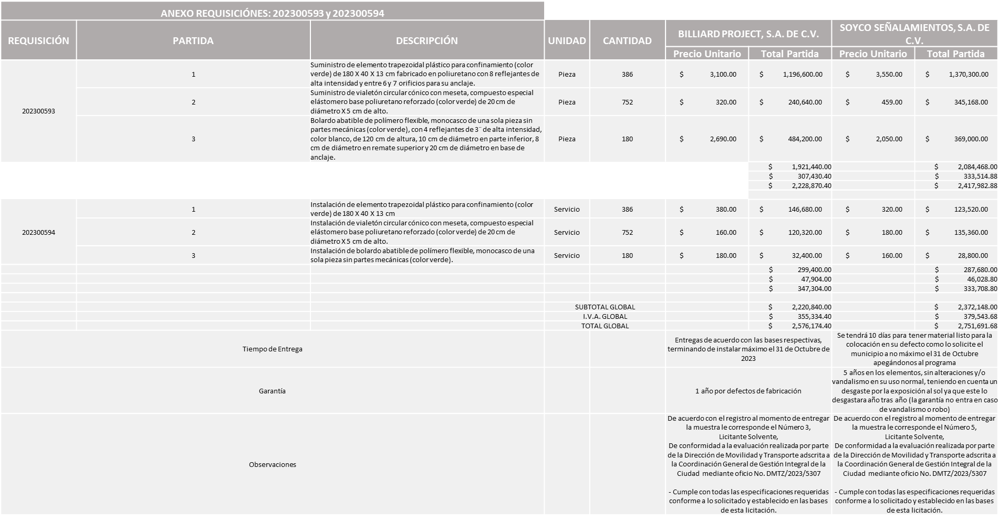 ANEXO REQUISICIÓNES: 202300593 y 202300594
REQUISICIÓN
PARTIDA
DESCRIPCIÓN
UNIDAD
CANTIDAD
BILLIARD PROJECT, S.A. DE C.V.
SOYCO SEÑALAMIENTOS, S.A. DE
C.V.
Precio Unitario
Total Partida
Precio Unitario
Total Partida
202300593
1
Suministro de elemento trapezoidal plástico para confinamiento (color
verde) de 180 X 40 X 13 cm fabricado en poliuretano con 8 reflejantes de
alta intensidad y entre 6 y 7 orificios para su anclaje.
Pieza
386
$ 3,100.00
$ 1,196,600.00
$ 3,550.00
$ 1,370,300.00
2
Suministro de vialetón circular cónico con meseta, compuesto especial
elástomero base poliuretano reforzado (color verde) de 20 cm de
diámetro X 5 cm de alto.
Pieza
752
$ 320.00
$ 240,640.00
$ 459.00
$ 345,168.00
3
Bolardo abatible de polímero flexible, monocasco de una sola pieza sin
partes mecánicas (color verde), con 4 reflejantes de 3¨ de alta intensidad,
color blanco, de 120 cm de altura, 10 cm de diámetro en parte inferior, 8
cm de diámetro en remate superior y 20 cm de diámetro en base de
anclaje.
Pieza
180
$ 2,690.00
$ 484,200.00
$ 2,050.00
$ 369,000.00
$ 1,921,440.00
$ 2,084,468.00
$ 307,430.40
$ 333,514.88
$ 2,228,870.40
$ 2,417,982.88
202300594
1
Instalación de elemento trapezoidal plástico para confinamiento (color
verde) de 180 X 40 X 13 cm
Servicio
386
$ 380.00
$ 146,680.00
$ 320.00
$ 123,520.00
2
Instalación de vialetón circular cónico con meseta, compuesto especial
elástomero base poliuretano reforzado (color verde) de 20 cm de
diámetro X 5 cm de alto.
Servicio
752
$ 160.00
$ 120,320.00
$ 180.00
$ 135,360.00
3
Instalación de bolardo abatible de polímero flexible, monocasco de una
sola pieza sin partes mecánicas (color verde).
Servicio
180
$ 180.00
$ 32,400.00
$ 160.00
$ 28,800.00
$ 299,400.00
$ 287,680.00
$ 47,904.00
$ 46,028.80
$ 347,304.00
$ 333,708.80
SUBTOTAL GLOBAL
$ 2,220,840.00
$ 2,372,148.00
I.V.A. GLOBAL
$ 355,334.40
$ 379,543.68
TOTAL GLOBAL
$ 2,576,174.40
$ 2,751,691.68
Tiempo de Entrega
Entregas de acuerdo con las bases respectivas,
terminando de instalar máximo el 31 de Octubre de
2023
Se tendrá 10 días para tener material listo para la
colocación en su defecto como lo solicite el
municipio a no máximo el 31 de Octubre
apegándonos al programa
Garantía
1 año por defectos de fabricación
5 años en los elementos, sin alteraciones y/o
vandalismo en su uso normal, teniendo en cuenta un
desgaste por la exposición al sol ya que este lo
desgastara año tras año (la garantía no entra en caso
de vandalismo o robo)
Observaciones
De acuerdo con el registro al momento de entregar
la muestra le corresponde el Número 3,
Licitante Solvente,
De conformidad a la evaluación realizada por parte
de la Dirección de Movilidad y Transporte adscrita a
la Coordinación General de Gestión Integral de la
Ciudad mediante oficio No. DMTZ/2023/5307
- Cumple con todas las especificaciones requeridas
conforme a lo solicitado y establecido en las bases
de esta licitación.
De acuerdo con el registro al momento de entregar
la muestra le corresponde el Número 5,
Licitante Solvente,
De conformidad a la evaluación realizada por parte
de la Dirección de Movilidad y Transporte adscrita a
la Coordinación General de Gestión Integral de la
Ciudad mediante oficio No. DMTZ/2023/5307
- Cumple con todas las especificaciones requeridas
conforme a lo solicitado y establecido en las bases
de esta licitación.